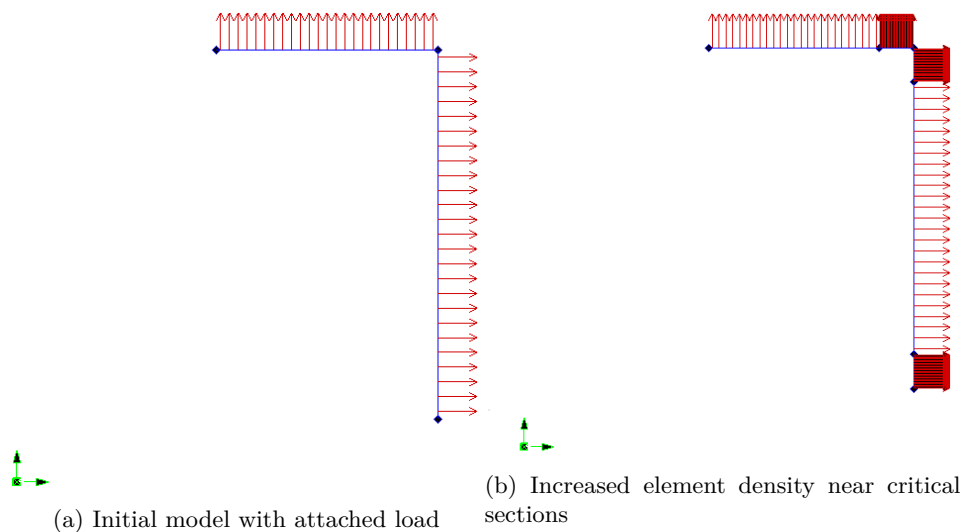 (a) Initial model with attached load
(b) Increased element density near critical
sections